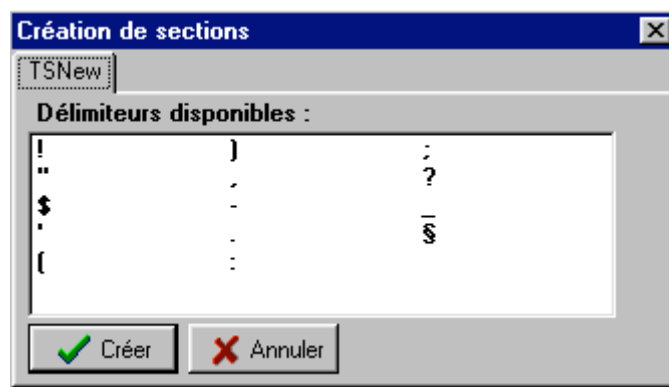 Création de sections
TSNew
Délimiteurs disponibles :
! ) ;
" , ?
$ - _
' . §
( :
Créer Annuler